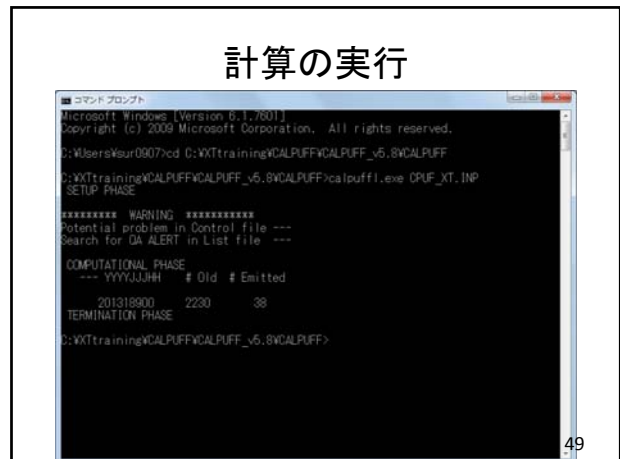 計算の実行
コマンド プロンプト
Microsoft Windows [Version 6.1.7601]
Copyright (c) 2009 Microsoft Corporation.  All rights reserved.
C:¥Users¥sur0907>cd C:¥XTtraining¥CALPUFF¥CALPUFF_v5.8¥CALPUFF
C:¥XTtraining¥CALPUFF¥CALPUFF_v5.8¥CALPUFF>calpuffl.exe CPUF_XT.INP
SETUP PHASE
********* WARNING ***********
Potential problem in Control file ---
Search for QA ALERT in List file ---
COMPUTATIONAL PHASE
--- YYYYJJJHH # Old # Emitted
201318900 2230 38
TERMINATION PHASE
C:¥XTtraining¥CALPUFF¥CALPUFF_v5.8¥CALPUFF>
49